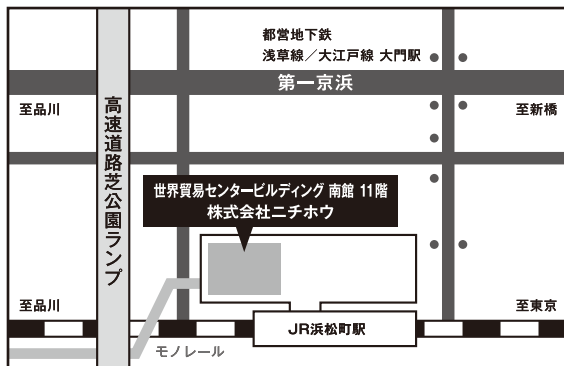 都営地下鉄
浅草線／大江戸線 大門駅
第一京浜
至品川
高速道路芝公園ランプ
至新橋
世界貿易センタービルディング 南館 11階
株式会社ニチホウ
至品川
至東京
JR浜松町駅
モノレール